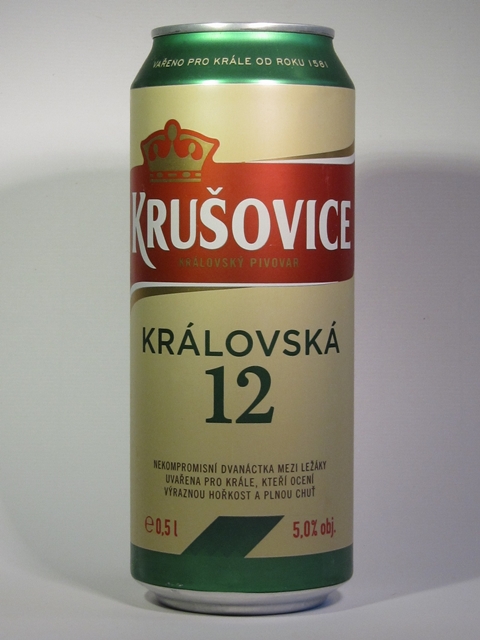 VAŘENO PRO KRÁLE OD ROKU 1581
KRUŠOVICE
KRÁLOVSKÝ PIVOVAR
KRÁLOVSKÁ
12
NEKOMPROMISNÍ DVANÁCTKA MEZI LEŽÁKY
UVAŘENA PRO KRÁLE, KTEŘÍ OCENÍ
VÝRAZNOU HOŘKOST A PLNOU CHUŤ
℮ 0,5 l 5,0% obj.